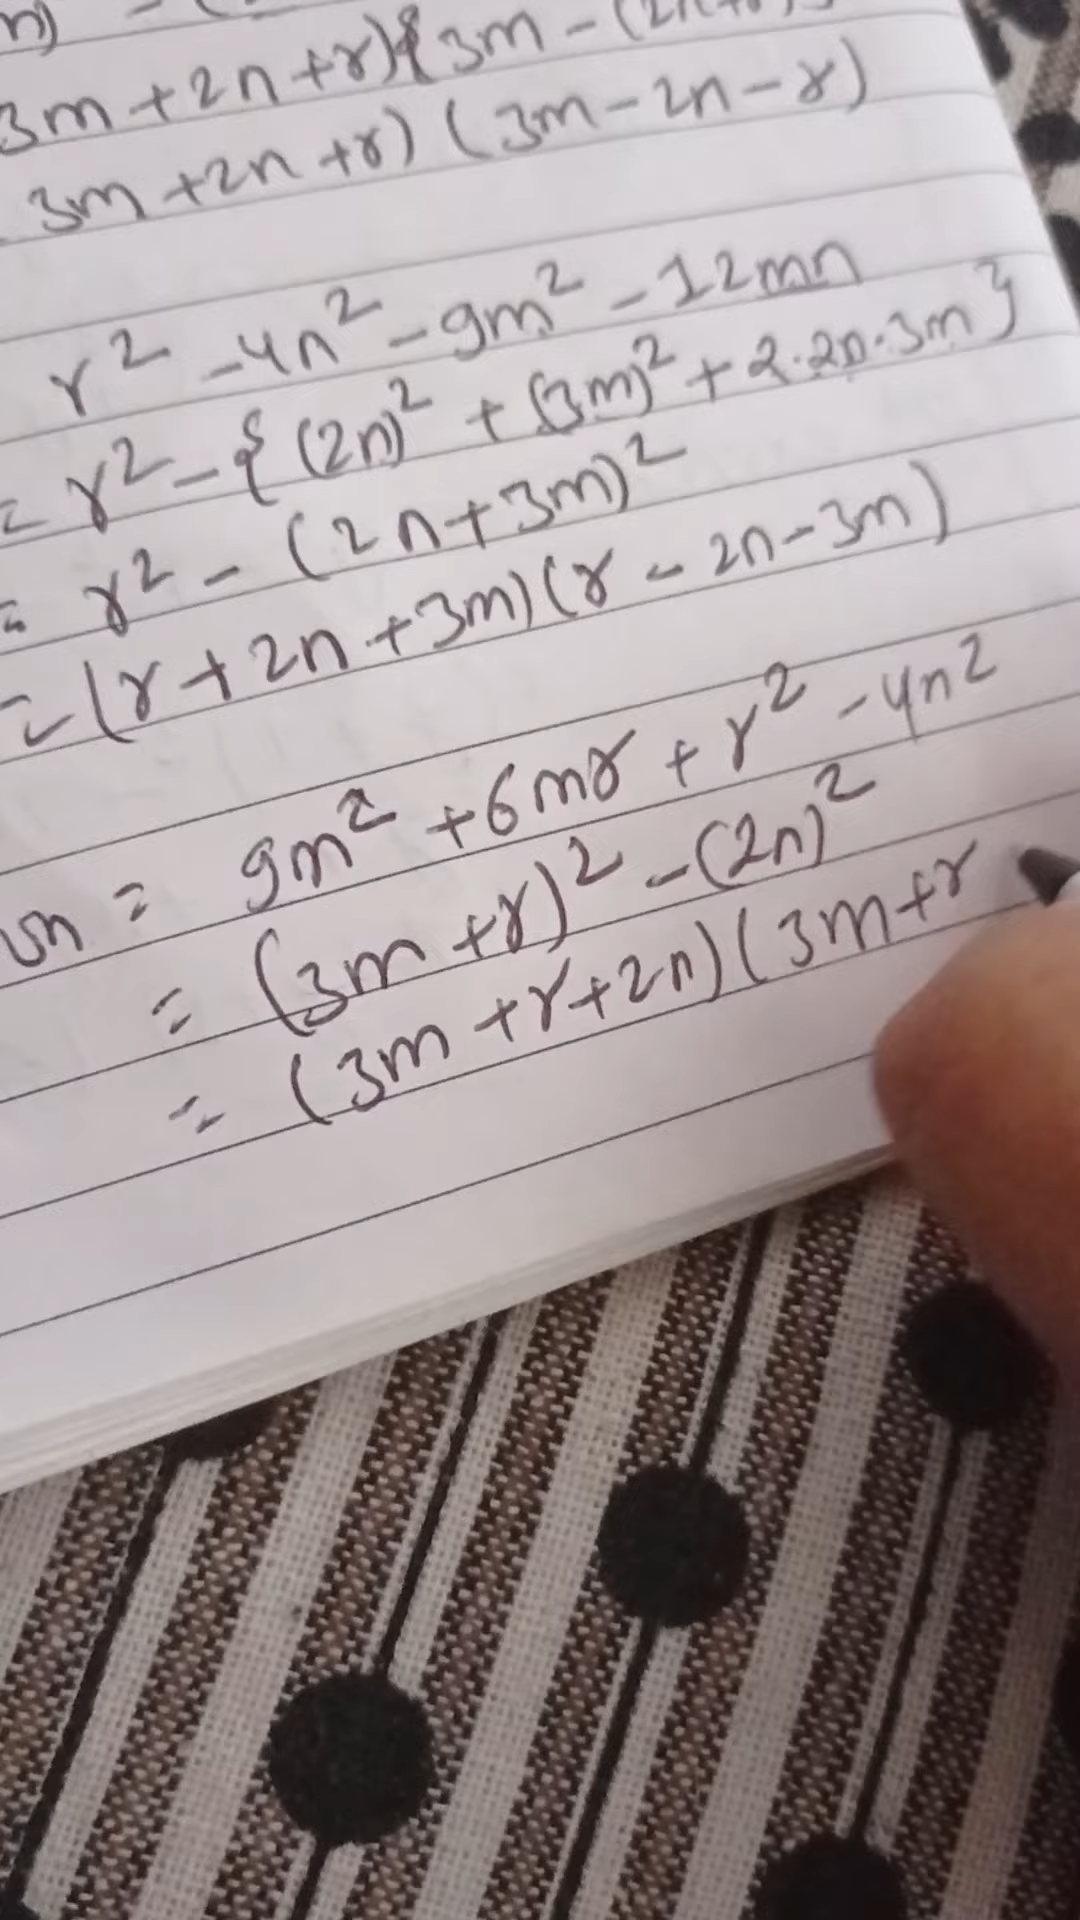 n) -
3m+2n+r){3m-(2n+r)}
3m+2n+r)(3m-2n-r)
r²-4n²-9m²-12mn
= r²-{(2n)²+(3m)²+2.2n.3m}
= r²-(2n+3m)²
= (r+2n+3m)(r-2n-3m)
= 9m²+6mr+r²-4n²
= (3m+r)²-(2n)²
= (3m+r+2n)(3m+r